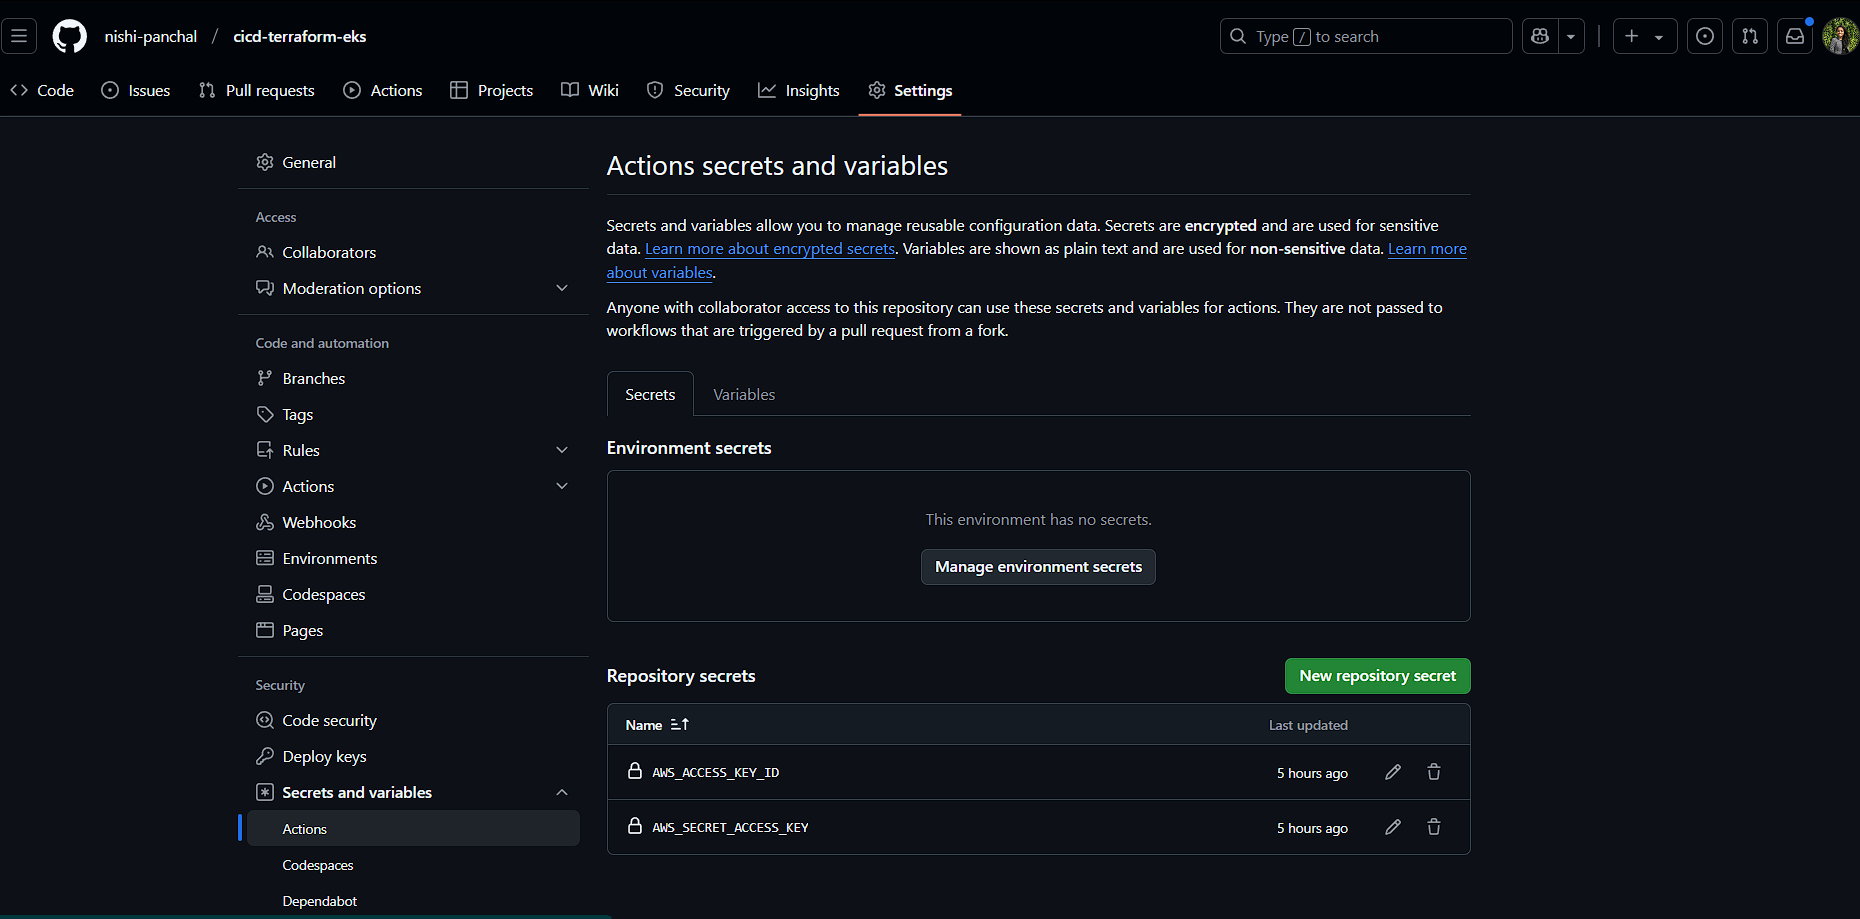 nishi-panchal / cicd-terraform-eks
Type / to search
Code Issues Pull requests Actions Projects Wiki Security Insights Settings
General
Access
Collaborators
Moderation options
Code and automation
Branches
Tags
Rules
Actions
Webhooks
Environments
Codespaces
Pages
Security
Code security
Deploy keys
Secrets and variables
Actions
Codespaces
Dependabot
Actions secrets and variables
Secrets and variables allow you to manage reusable configuration data. Secrets are encrypted and are used for sensitive
data. Learn more about encrypted secrets. Variables are shown as plain text and are used for non-sensitive data. Learn more
about variables.
Anyone with collaborator access to this repository can use these secrets and variables for actions. They are not passed to
workflows that are triggered by a pull request from a fork.
Secrets Variables
Environment secrets
This environment has no secrets.
Manage environment secrets
Repository secrets New repository secret
Name Last updated
AWS_ACCESS_KEY_ID 5 hours ago
AWS_SECRET_ACCESS_KEY 5 hours ago